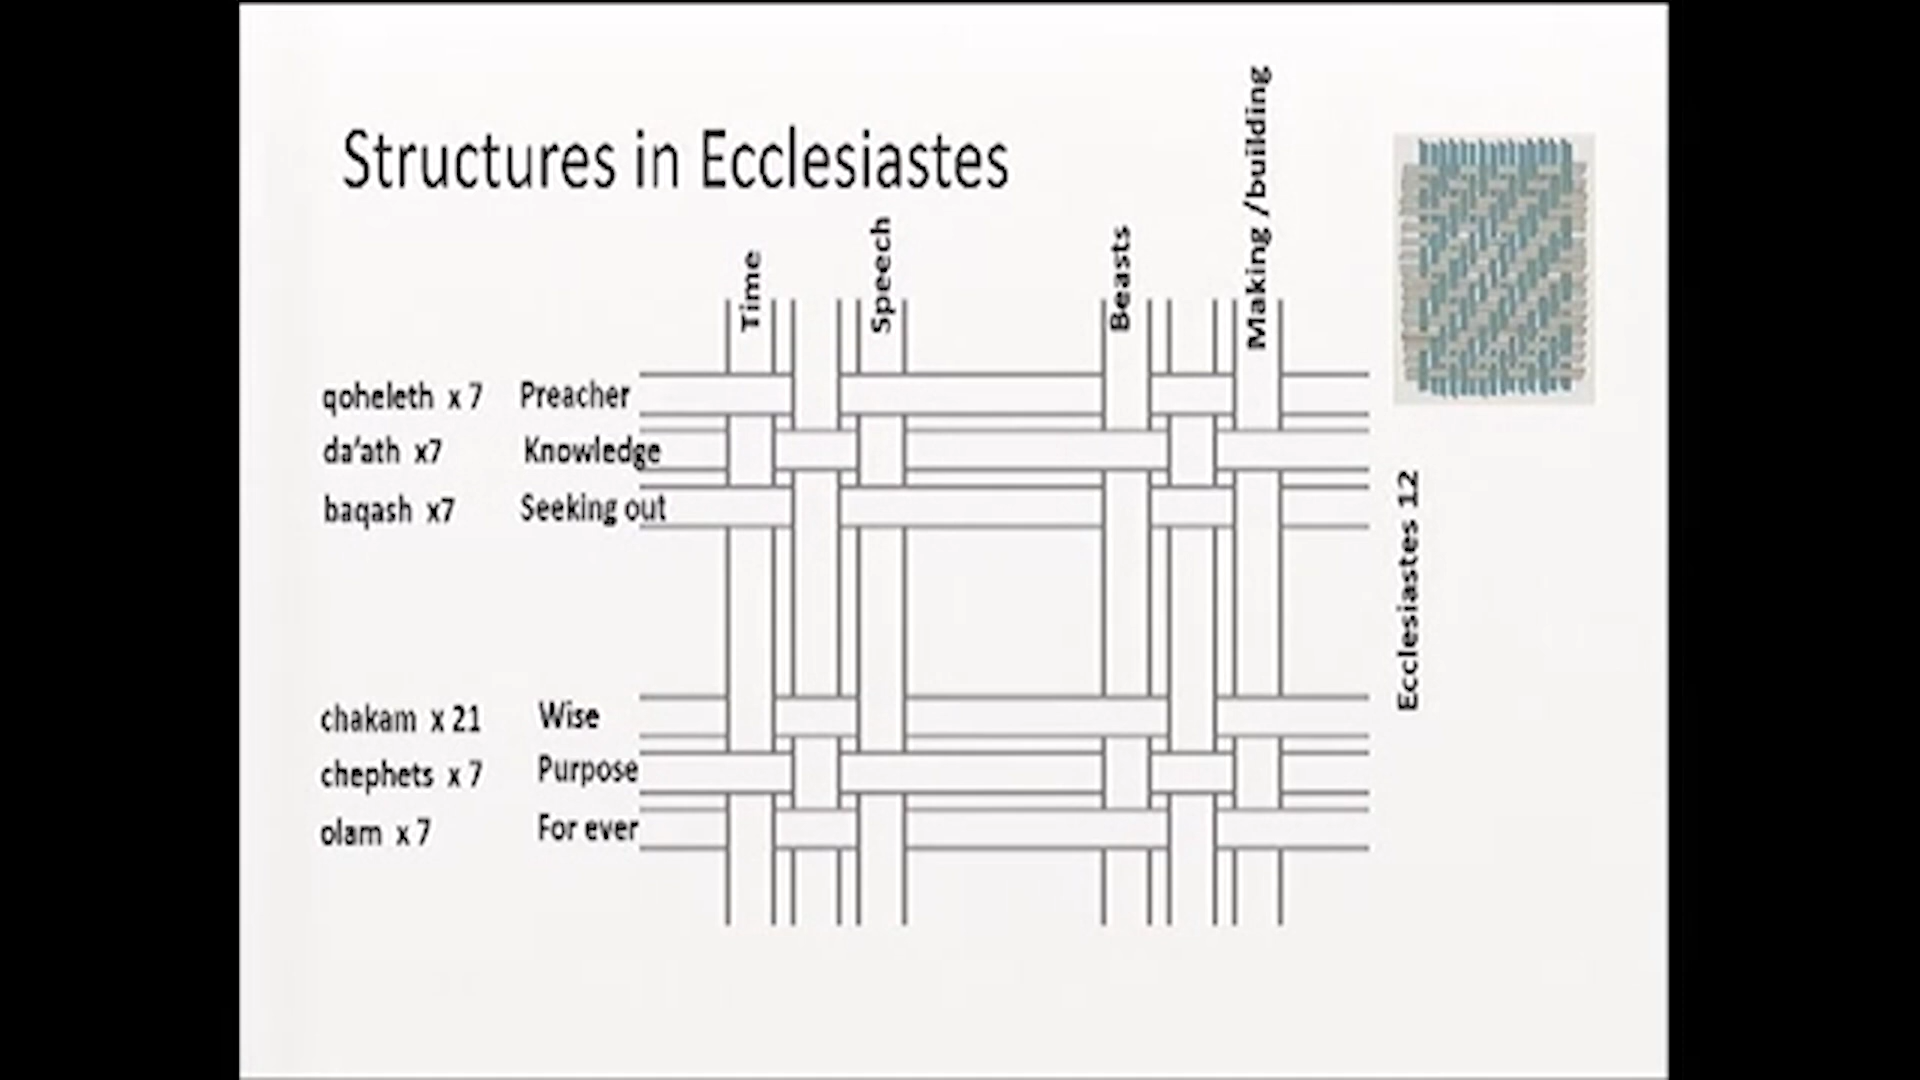 Structures in Ecclesiastes
Time
Speech
Beasts
Making /building
qoheleth x 7 Preacher
da'ath x7 Knowledge
baqash x7 Seeking out
chakam x 21 Wise
chephets x 7 Purpose
olam x 7 For ever
Ecclesiastes 12